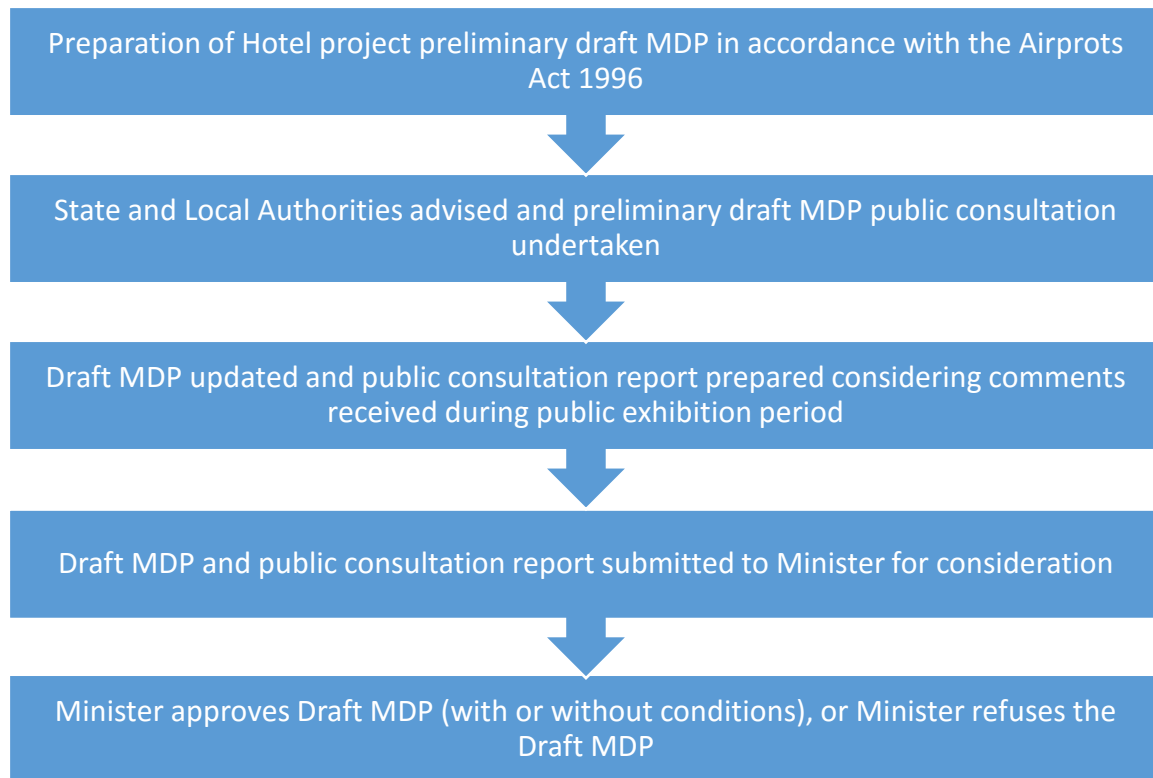 Preparation of Hotel project preliminary draft MDP in accordance with the Airprots
Act 1996
State and Local Authorities advised and preliminary draft MDP public consultation
undertaken
Draft MDP updated and public consultation report prepared considering comments
received during public exhibition period
Draft MDP and public consultation report submitted to Minister for consideration
Minister approves Draft MDP (with or without conditions), or Minister refuses the
Draft MDP